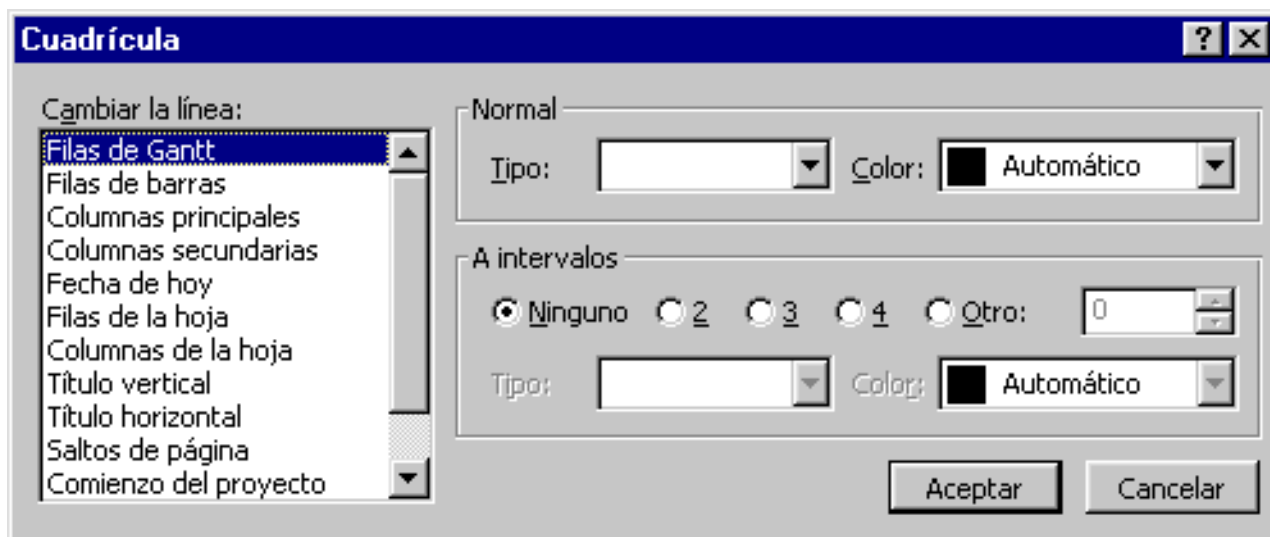 Cuadrícula
Cambiar la línea:
Filas de Gantt
Filas de barras
Columnas principales
Columnas secundarias
Fecha de hoy
Filas de la hoja
Columnas de la hoja
Título vertical
Título horizontal
Saltos de página
Comienzo del proyecto
Normal
Tipo:
Color: Automático
A intervalos
Ninguno 2 3 4 Otro: 0
Tipo:
Color: Automático
Aceptar Cancelar